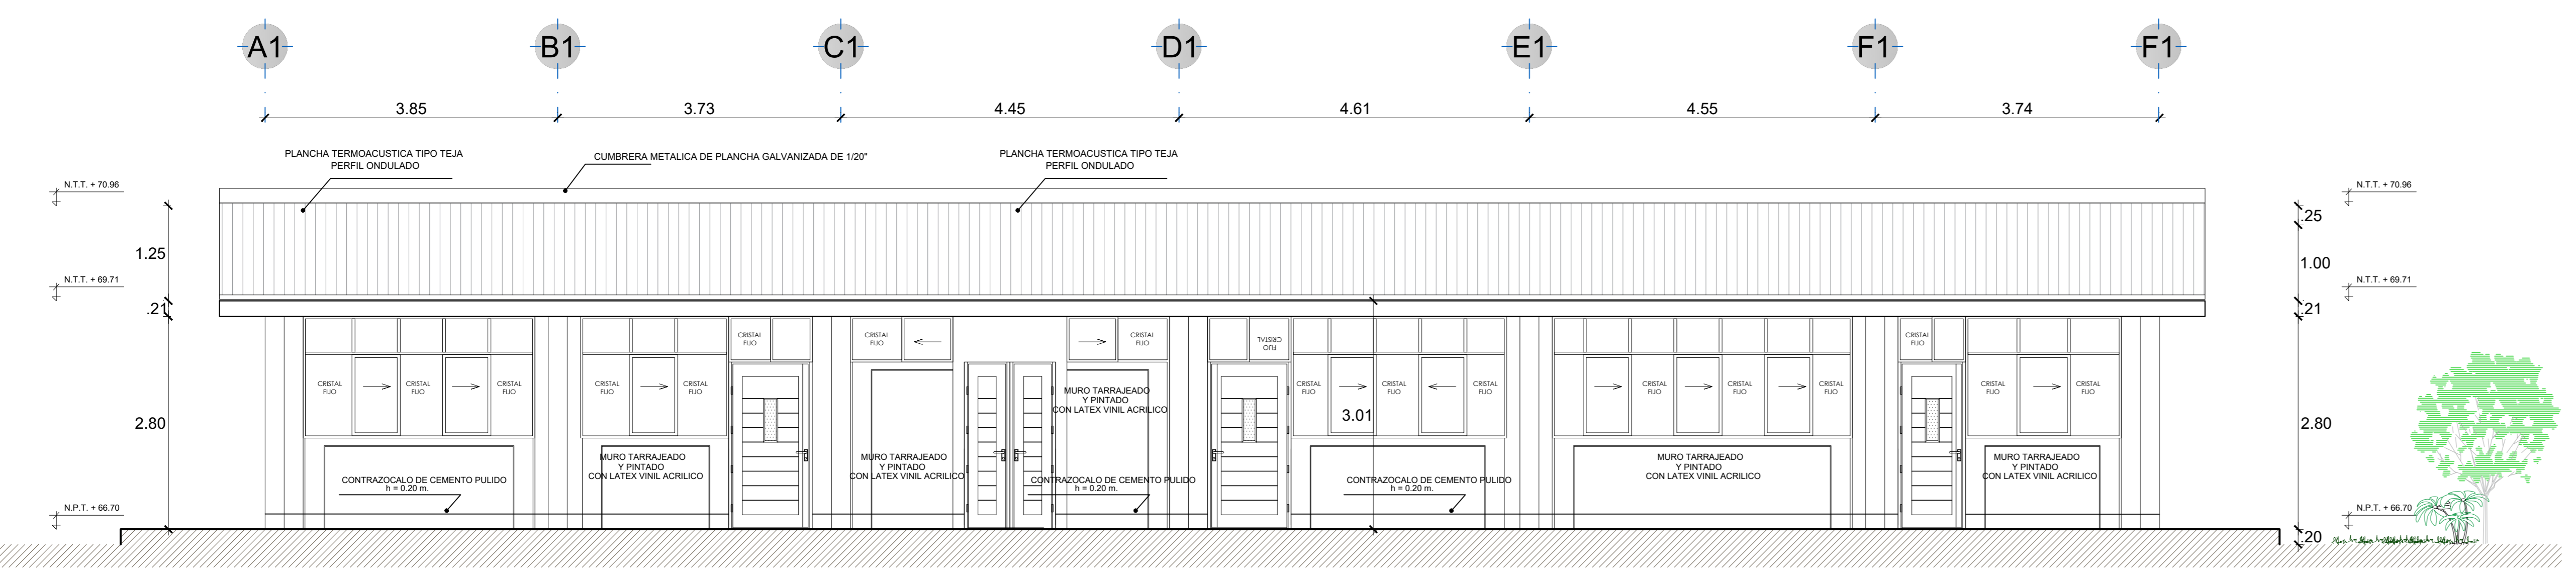 A1
B1
C1
D1
E1
F1
F1
3.85
3.73
4.45
4.61
4.55
3.74
PLANCHA TERMOACUSTICA TIPO TEJA
PERFIL ONDULADO
CUMBRERA METALICA DE PLANCHA GALVANIZADA DE 1/20"
PLANCHA TERMOACUSTICA TIPO TEJA
PERFIL ONDULADO
N.T.T. + 70.96
N.T.T. + 70.96
.25
1.25
1.00
N.T.T. + 69.71
N.T.T. + 69.71
.21
.21
CRISTAL
FIJO
CRISTAL
FIJO
CRISTAL
FIJO
CRISTAL
FIJO
CRISTAL
FIJO
CRISTAL
FIJO
CRISTAL
FIJO
CRISTAL
FIJO
CRISTAL
FIJO
CRISTAL
FIJO
CRISTAL
FIJO
CRISTAL
FIJO
CRISTAL
FIJO
CRISTAL
FIJO
CRISTAL
FIJO
CRISTAL
FIJO
CRISTAL
FIJO
CRISTAL
FIJO
MURO TARRAJEADO
Y PINTADO
CON LATEX VINIL ACRILICO
3.01
2.80
2.80
MURO TARRAJEADO
Y PINTADO
CON LATEX VINIL ACRILICO
MURO TARRAJEADO
Y PINTADO
CON LATEX VINIL ACRILICO
MURO TARRAJEADO
Y PINTADO
CON LATEX VINIL ACRILICO
MURO TARRAJEADO
Y PINTADO
CON LATEX VINIL ACRILICO
CONTRAZOCALO DE CEMENTO PULIDO
h = 0.20 m.
CONTRAZOCALO DE CEMENTO PULIDO
h = 0.20 m.
CONTRAZOCALO DE CEMENTO PULIDO
h = 0.20 m.
N.P.T. + 66.70
N.P.T. + 66.70
.20